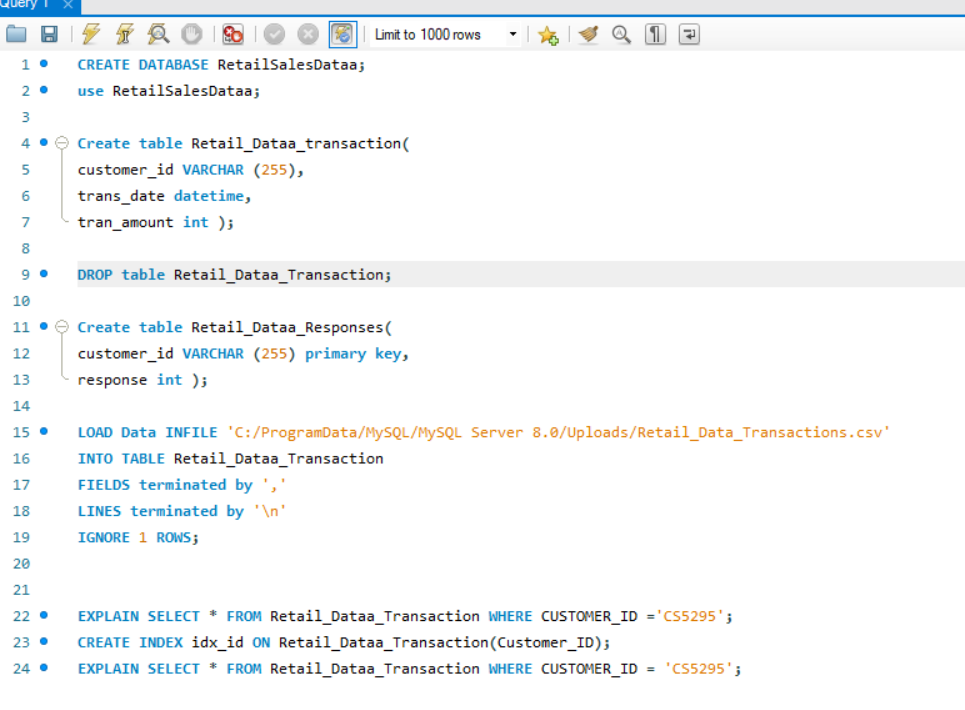 Query 1
Limit to 1000 rows
1 CREATE DATABASE RetailSalesDataa;
2 use RetailSalesDataa;
3
4 Create table Retail_Dataa_transaction(
5 customer_id VARCHAR (255),
6 trans_date datetime,
7 tran_amount int );
8
9 DROP table Retail_Dataa_Transaction;
10
11 Create table Retail_Dataa_Responses(
12 customer_id VARCHAR (255) primary key,
13 response int );
14
15 LOAD Data INFILE 'C:/ProgramData/MySQL/MySQL Server 8.0/Uploads/Retail_Data_Transactions.csv'
16 INTO TABLE Retail_Dataa_Transaction
17 FIELDS terminated by ','
18 LINES terminated by '\n'
19 IGNORE 1 ROWS;
20
21
22 EXPLAIN SELECT * FROM Retail_Dataa_Transaction WHERE CUSTOMER_ID ='CS5295';
23 CREATE INDEX idx_id ON Retail_Dataa_Transaction(Customer_ID);
24 EXPLAIN SELECT * FROM Retail_Dataa_Transaction WHERE CUSTOMER_ID = 'CS5295';